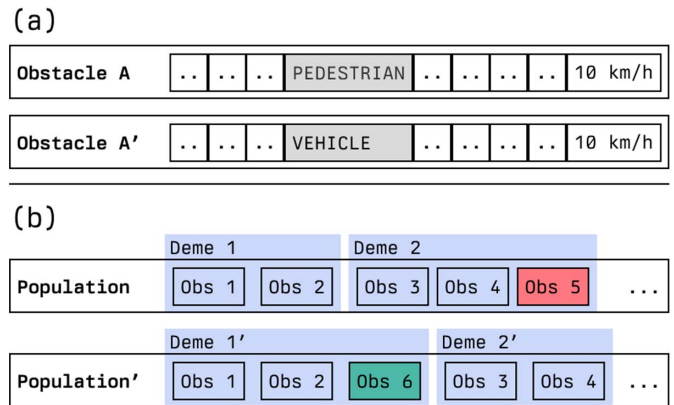 (a)
Obstacle A .. .. .. PEDESTRIAN .. .. .. .. 10 km/h
Obstacle A’ .. .. .. VEHICLE .. .. .. .. 10 km/h
(b)
Deme 1 Deme 2
Population Obs 1 Obs 2 Obs 3 Obs 4 Obs 5 ...
Deme 1’ Deme 2’
Population’ Obs 1 Obs 2 Obs 6 Obs 3 Obs 4 ...